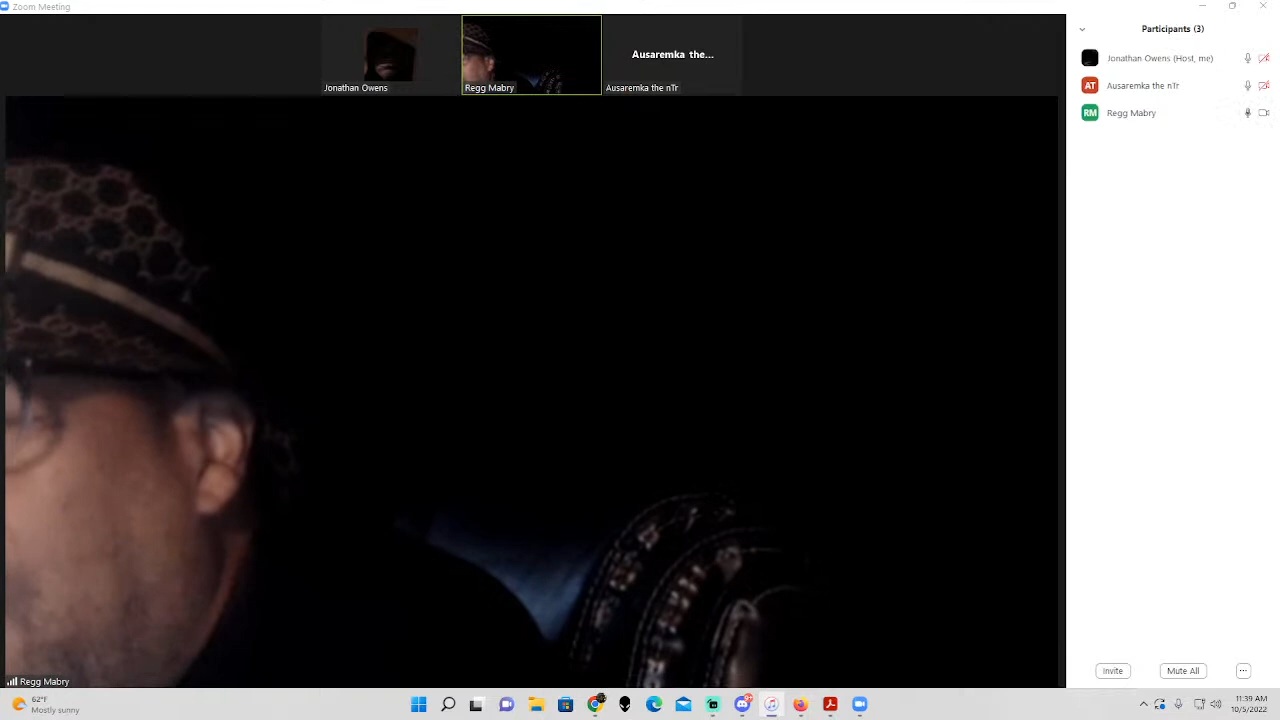 Zoom Meeting
Jonathan Owens
Regg Mabry
Ausaremka the...
Ausaremka the nTr
Participants (3)
Jonathan Owens (Host, me)
AT Ausaremka the nTr
RM Regg Mabry
Regg Mabry
Invite
Mute All
62°F
Mostly sunny
11:39 AM
10/5/2022